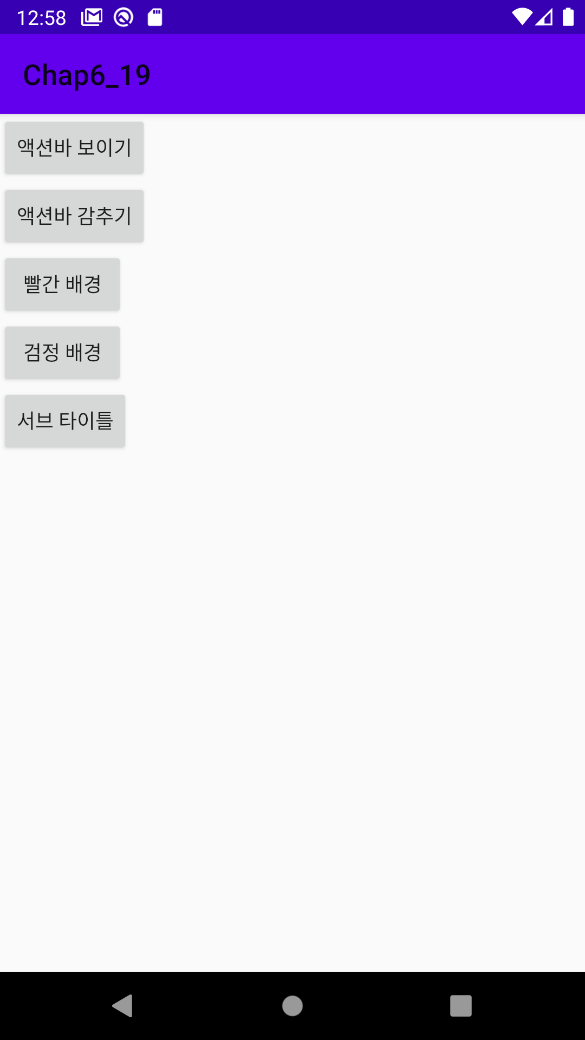 12:58
Chap6_19
액션바 보이기
액션바 감추기
빨간 배경
검정 배경
서브 타이틀